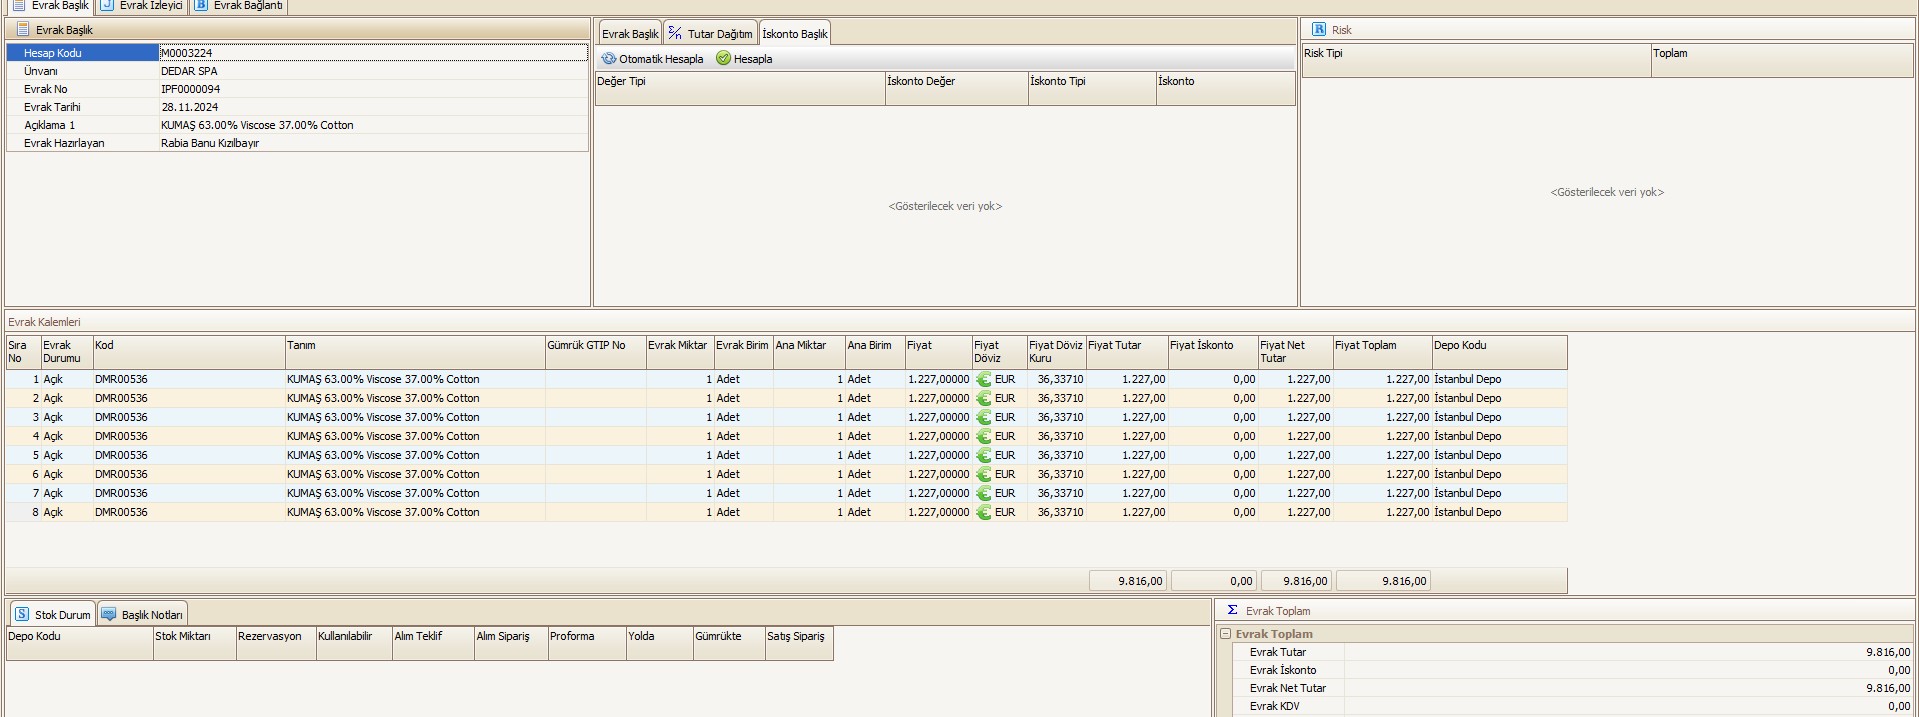 Evrak Başlık Evrak İzleyici Evrak Bağlantı
Evrak Başlık
Hesap Kodu M0003224
Ünvanı DEDAR SPA
Evrak No IPF0000094
Evrak Tarihi 28.11.2024
Açıklama 1 KUMAŞ 63.00% Viscose 37.00% Cotton
Evrak Hazırlayan Rabia Banu Kızılbayır
Evrak Başlık Σ/n Tutar Dağıtım İskonto Başlık
Otomatik Hesapla Hesapla
Değer Tipi İskonto Değer İskonto Tipi İskonto
<Gösterilecek veri yok>
R Risk
Risk Tipi Toplam
<Gösterilecek veri yok>
Evrak Kalemleri
Sıra No Evrak Durumu Kod Tanım Gümrük GTIP No Evrak Miktar Evrak Birim Ana Miktar Ana Birim Fiyat Fiyat Döviz Fiyat Döviz Kuru Fiyat Tutar Fiyat İskonto Fiyat Net Tutar Fiyat Toplam Depo Kodu
1 Açık DMR00536 KUMAŞ 63.00% Viscose 37.00% Cotton 1 Adet 1 Adet 1.227,00000 € EUR 36,33710 1.227,00 0,00 1.227,00 1.227,00 İstanbul Depo
2 Açık DMR00536 KUMAŞ 63.00% Viscose 37.00% Cotton 1 Adet 1 Adet 1.227,00000 € EUR 36,33710 1.227,00 0,00 1.227,00 1.227,00 İstanbul Depo
3 Açık DMR00536 KUMAŞ 63.00% Viscose 37.00% Cotton 1 Adet 1 Adet 1.227,00000 € EUR 36,33710 1.227,00 0,00 1.227,00 1.227,00 İstanbul Depo
4 Açık DMR00536 KUMAŞ 63.00% Viscose 37.00% Cotton 1 Adet 1 Adet 1.227,00000 € EUR 36,33710 1.227,00 0,00 1.227,00 1.227,00 İstanbul Depo
5 Açık DMR00536 KUMAŞ 63.00% Viscose 37.00% Cotton 1 Adet 1 Adet 1.227,00000 € EUR 36,33710 1.227,00 0,00 1.227,00 1.227,00 İstanbul Depo
6 Açık DMR00536 KUMAŞ 63.00% Viscose 37.00% Cotton 1 Adet 1 Adet 1.227,00000 € EUR 36,33710 1.227,00 0,00 1.227,00 1.227,00 İstanbul Depo
7 Açık DMR00536 KUMAŞ 63.00% Viscose 37.00% Cotton 1 Adet 1 Adet 1.227,00000 € EUR 36,33710 1.227,00 0,00 1.227,00 1.227,00 İstanbul Depo
8 Açık DMR00536 KUMAŞ 63.00% Viscose 37.00% Cotton 1 Adet 1 Adet 1.227,00000 € EUR 36,33710 1.227,00 0,00 1.227,00 1.227,00 İstanbul Depo
9.816,00 0,00 9.816,00 9.816,00
S Stok Durum Başlık Notları
Depo Kodu Stok Miktarı Rezervasyon Kullanılabilir Alım Teklif Alım Sipariş Proforma Yolda Gümrükte Satış Sipariş
Σ Evrak Toplam
Evrak Toplam
Evrak Tutar 9.816,00
Evrak İskonto 0,00
Evrak Net Tutar 9.816,00
Evrak KDV 0,00